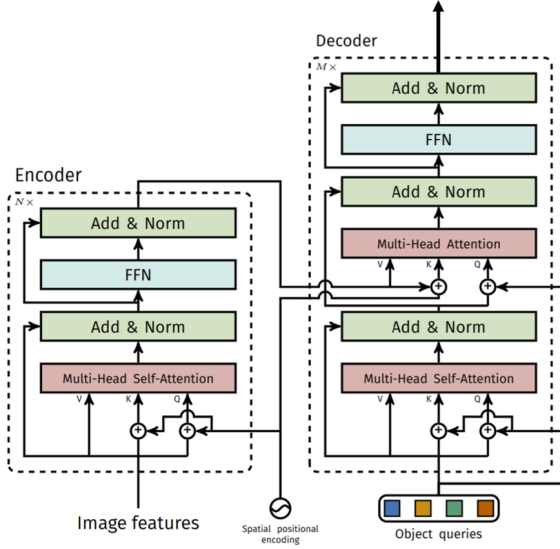 Decoder
M×
Add & Norm
FFN
Add & Norm
Multi-Head Attention
V K Q
Add & Norm
Multi-Head Self-Attention
V K Q
Object queries
Encoder
N×
Add & Norm
FFN
Add & Norm
Multi-Head Self-Attention
V K Q
Image features
Spatial positional
encoding